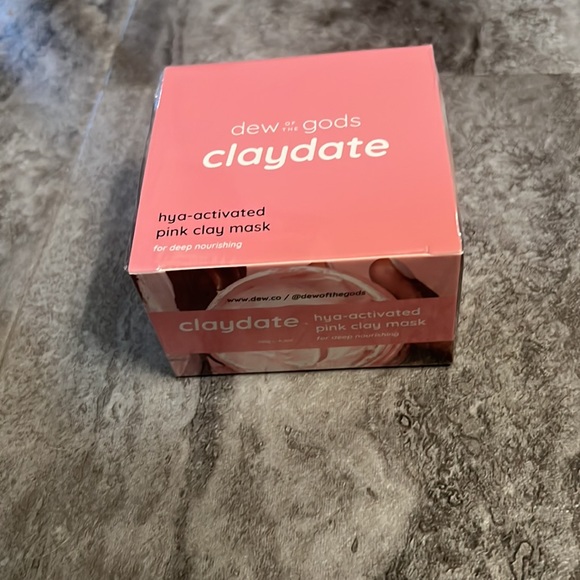 dew OF THE gods
claydate
hya-activated
pink clay mask
for deep nourishing
www.dew.co / @dewofthegods
claydate
hya-activated
pink clay mask
for deep nourishing